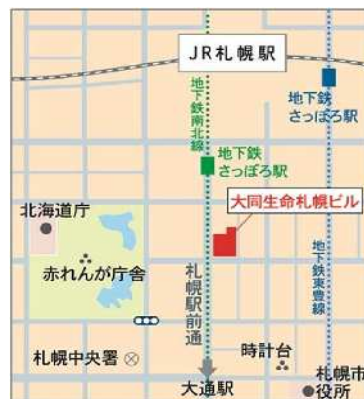 JR札幌駅
地下鉄南北線
地下鉄
さっぽろ駅
地下鉄
さっぽろ駅
大同生命札幌ビル
北海道庁
赤れんが庁舎
札幌駅前通
地下鉄東豊線
札幌中央署
時計台
大通駅
札幌市
役所